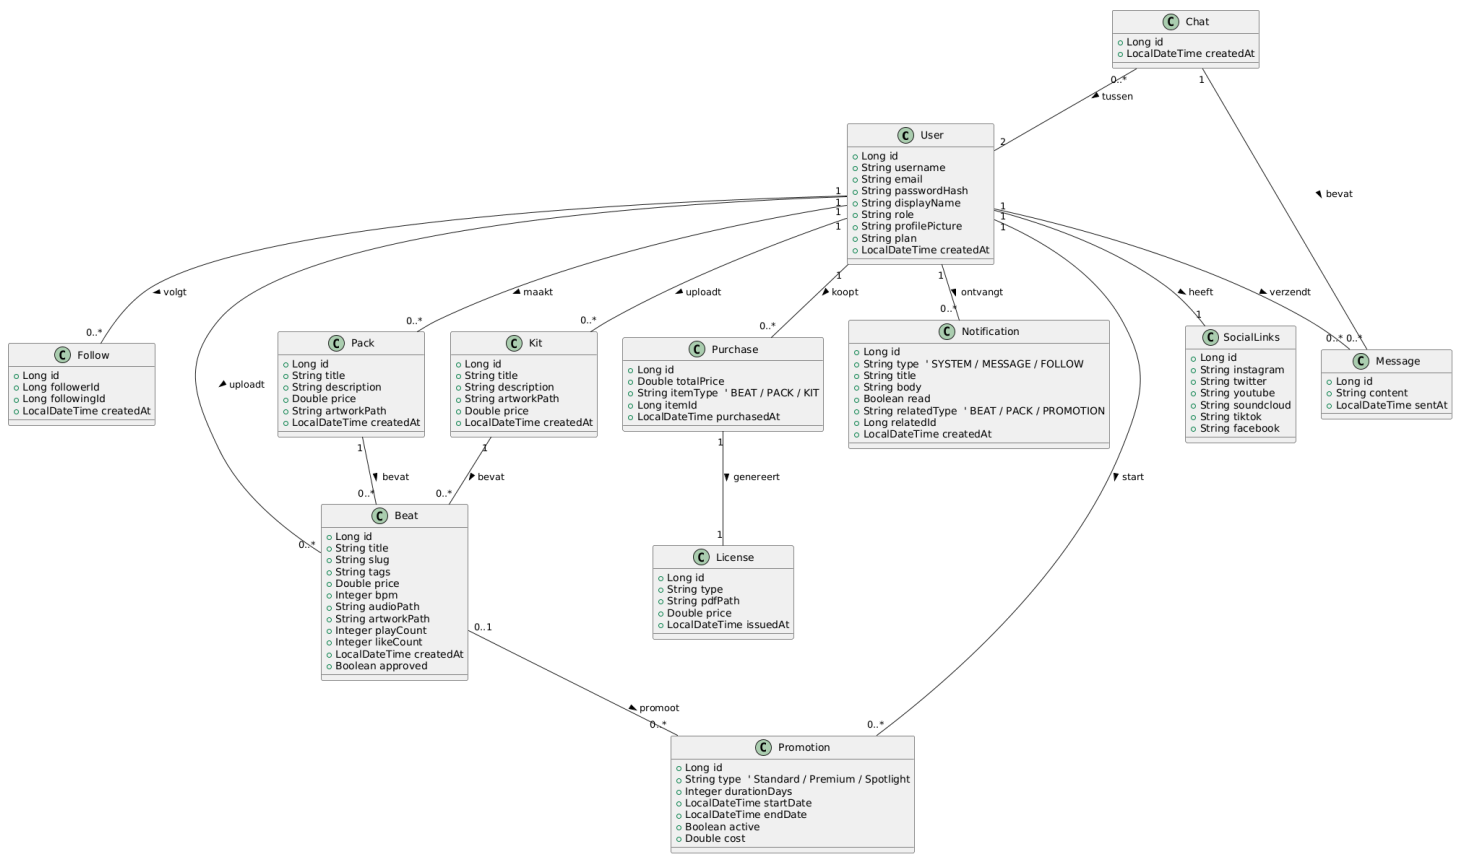 C Chat
Long id
LocalDateTime createdAt
0..*
1
tussen
2
C User
Long id
String username
String email
String passwordHash
String displayName
String role
String profilePicture
String plan
LocalDateTime createdAt
bevat
1
1
1
1
1
1
1
1
1
volgt
maakt
uploadt
koopt
ontvangt
heeft
verzendt
0..*
0..*
0..*
0..*
0..*
1
0..*
0..*
C Follow
Long id
Long followerId
Long followingId
LocalDateTime createdAt
uploadt
C Pack
Long id
String title
String description
Double price
String artworkPath
LocalDateTime createdAt
C Kit
Long id
String title
String description
String artworkPath
Double price
LocalDateTime createdAt
C Purchase
Long id
Double totalPrice
String itemType ' BEAT / PACK / KIT
Long itemId
LocalDateTime purchasedAt
C Notification
Long id
String type ' SYSTEM / MESSAGE / FOLLOW
String title
String body
Boolean read
String relatedType ' BEAT / PACK / PROMOTION
Long relatedId
LocalDateTime createdAt
C SocialLinks
Long id
String instagram
String twitter
String youtube
String soundcloud
String tiktok
String facebook
C Message
Long id
String content
LocalDateTime sentAt
1
bevat
0..*
1
bevat
0..*
1
genereert
1
start
0..*
C Beat
Long id
String title
String slug
String tags
Double price
Integer bpm
String audioPath
String artworkPath
Integer playCount
Integer likeCount
LocalDateTime createdAt
Boolean approved
C License
Long id
String type
String pdfPath
Double price
LocalDateTime issuedAt
0..1
promoot
0..*
0..*
C Promotion
Long id
String type ' Standard / Premium / Spotlight
Integer durationDays
LocalDateTime startDate
LocalDateTime endDate
Boolean active
Double cost